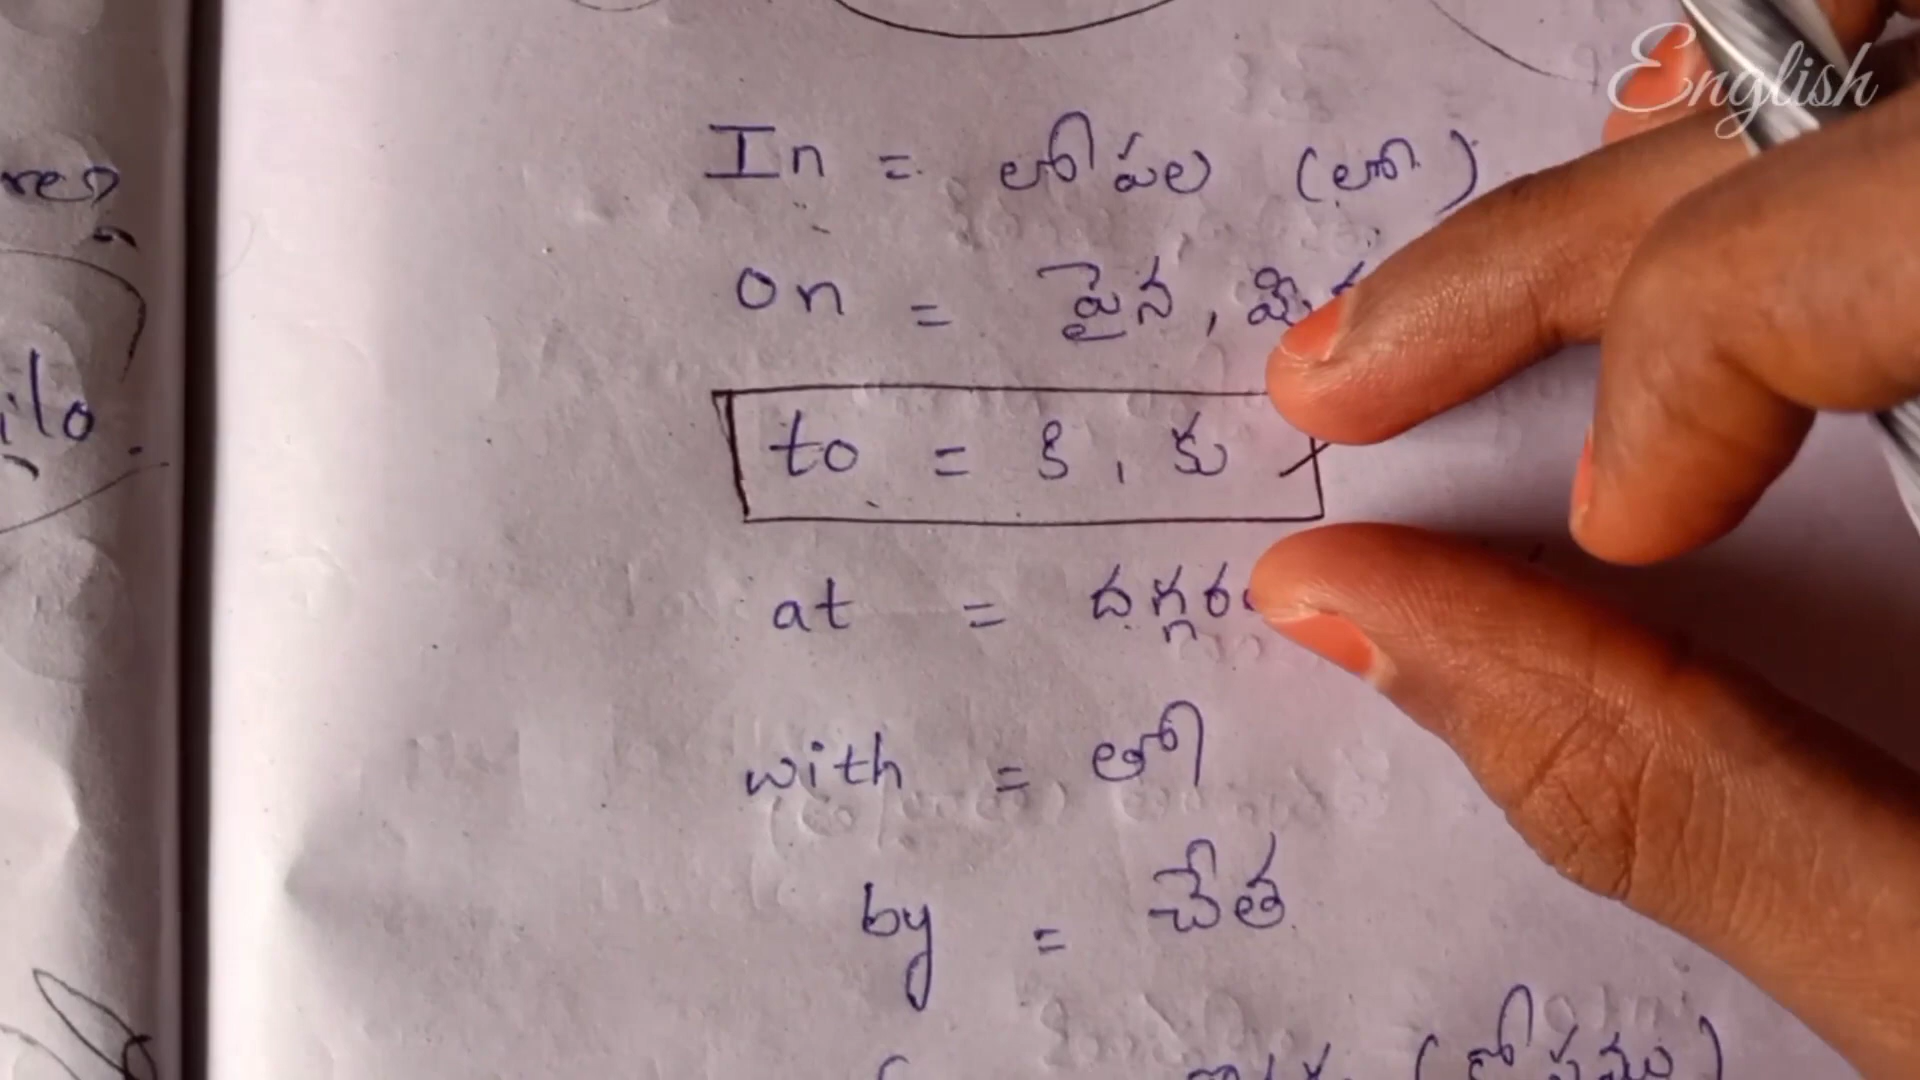 English
In = లోపల (లో)
on = పైన,
to = కి, కు
at = దగ్గర
with = తో
by = చేత